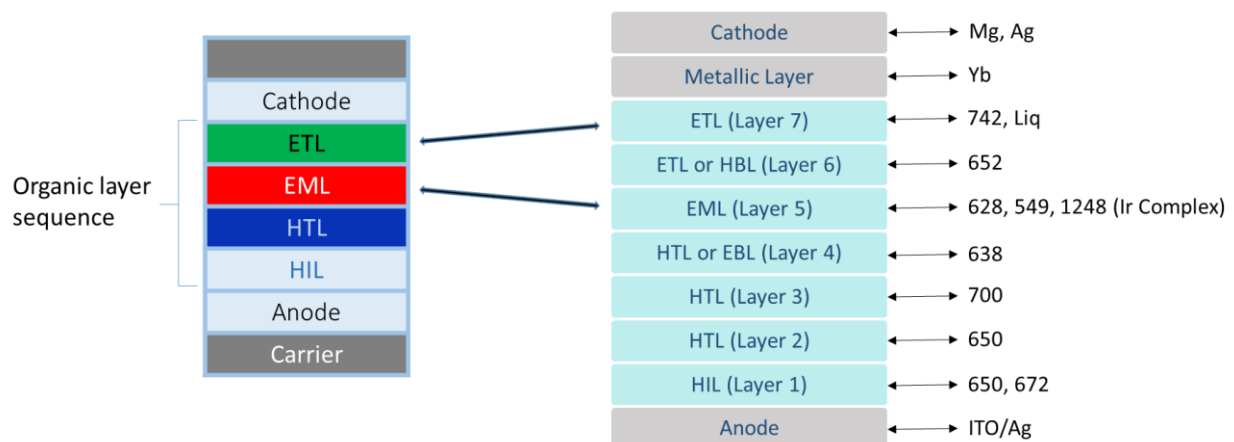 Organic layer
sequence
Cathode
ETL
EML
HTL
HIL
Anode
Carrier
Cathode
Mg, Ag
Metallic Layer
Yb
ETL (Layer 7)
742, Liq
ETL or HBL (Layer 6)
652
EML (Layer 5)
628, 549, 1248 (Ir Complex)
HTL or EBL (Layer 4)
638
HTL (Layer 3)
700
HTL (Layer 2)
650
HIL (Layer 1)
650, 672
Anode
ITO/Ag